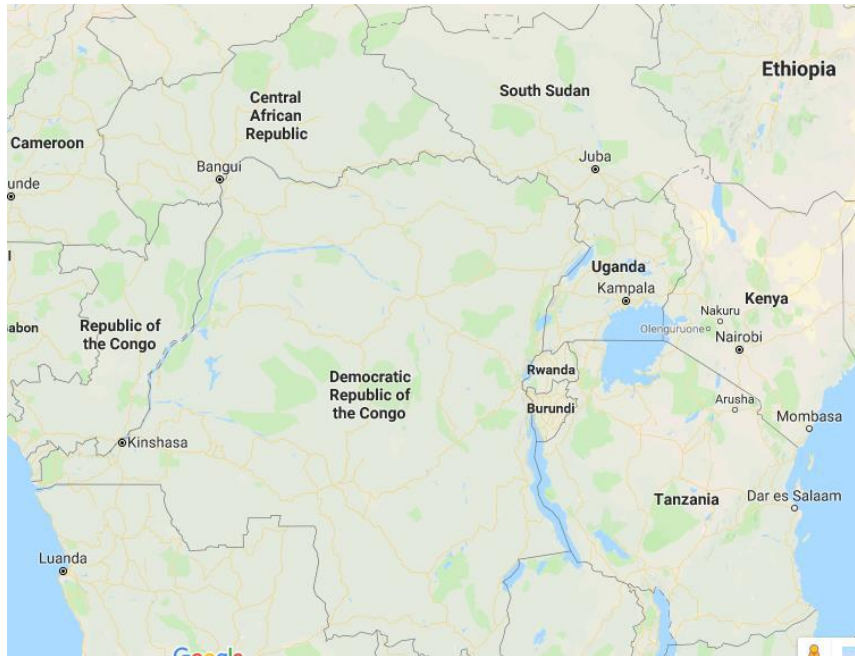 Ethiopia
South Sudan
Central
African
Republic
Cameroon
Juba
Bangui
unde
Uganda
Kampala
Kenya
Nakuru
Olenguruone
Nairobi
abon
Republic of
the Congo
Rwanda
Democratic
Republic of
the Congo
Burundi
Arusha
Mombasa
Kinshasa
Tanzania
Dar es Salaam
Luanda
Google